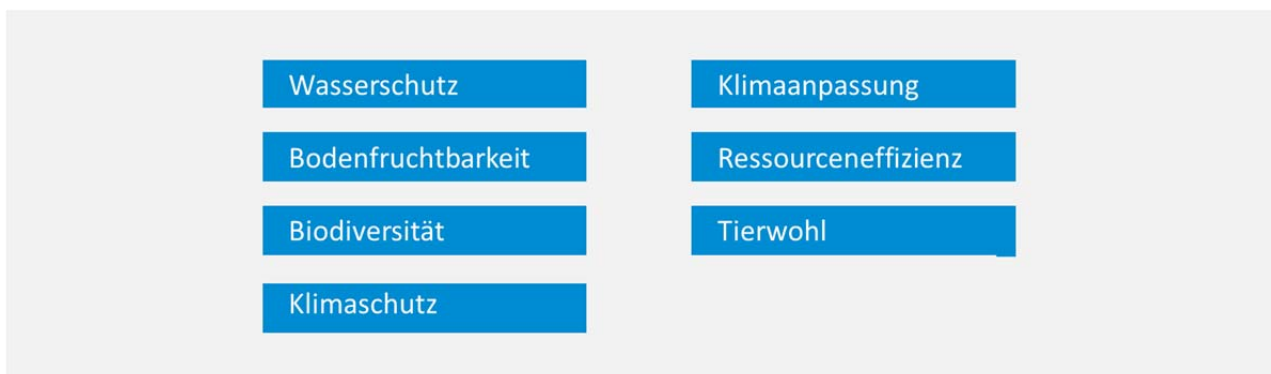 Wasserschutz
Bodenfruchtbarkeit
Biodiversität
Klimaschutz
Klimaanpassung
Ressourceneffizienz
Tierwohl